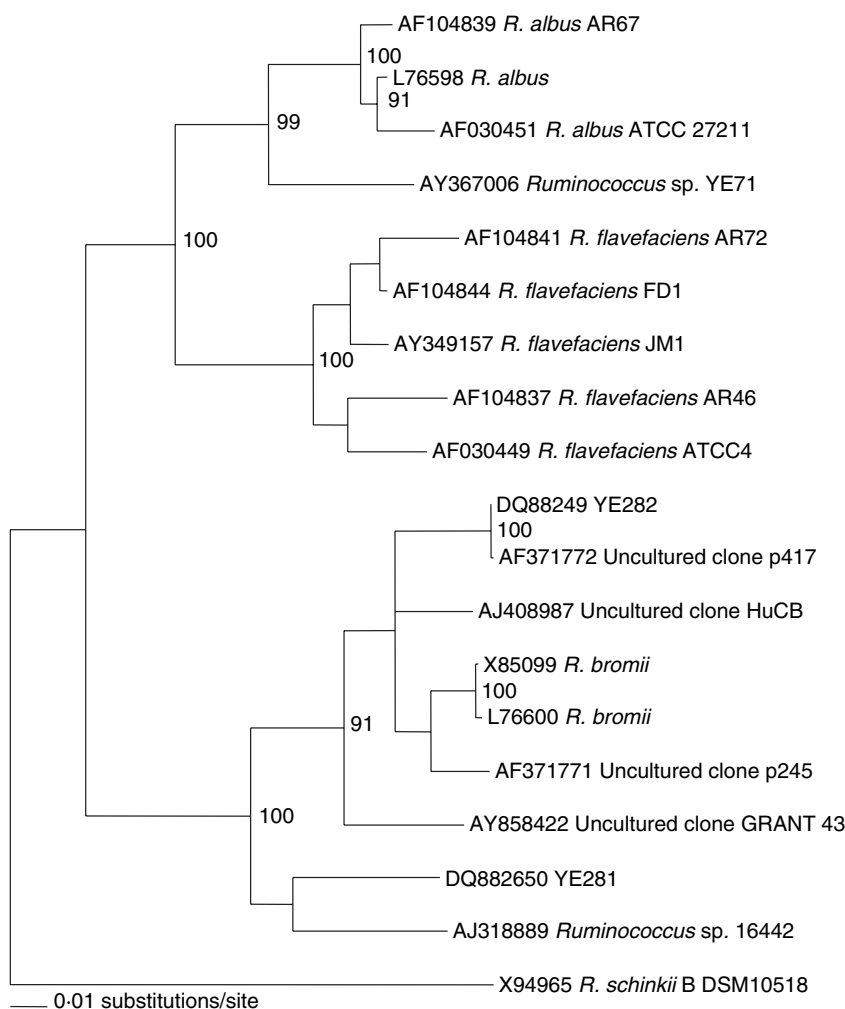 AF104839 R. albus AR67
100
L76598 R. albus
91
AF030451 R. albus ATCC 27211
99
AY367006 Ruminococcus sp. YE71
AF104841 R. flavefaciens AR72
100
AF104844 R. flavefaciens FD1
AY349157 R. flavefaciens JM1
100
AF104837 R. flavefaciens AR46
AF030449 R. flavefaciens ATCC4
DQ88249 YE282
100
AF371772 Uncultured clone p417
AJ408987 Uncultured clone HuCB
X85099 R. bromii
100
L76600 R. bromii
91
AF371771 Uncultured clone p245
100
AY858422 Uncultured clone GRANT 43
DQ882650 YE281
AJ318889 Ruminococcus sp. 16442
X94965 R. schinkii B DSM10518
0·01 substitutions/site